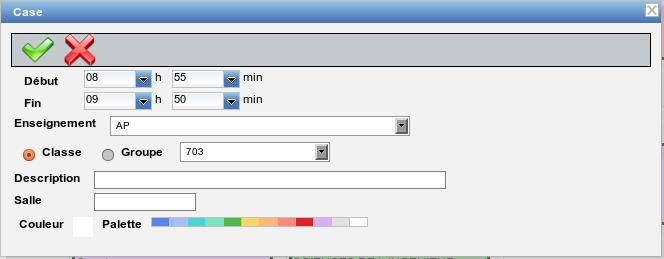 Case
Début 08 h 55 min
Fin 09 h 50 min
Enseignement AP
Classe Groupe 703
Description
Salle
Couleur Palette